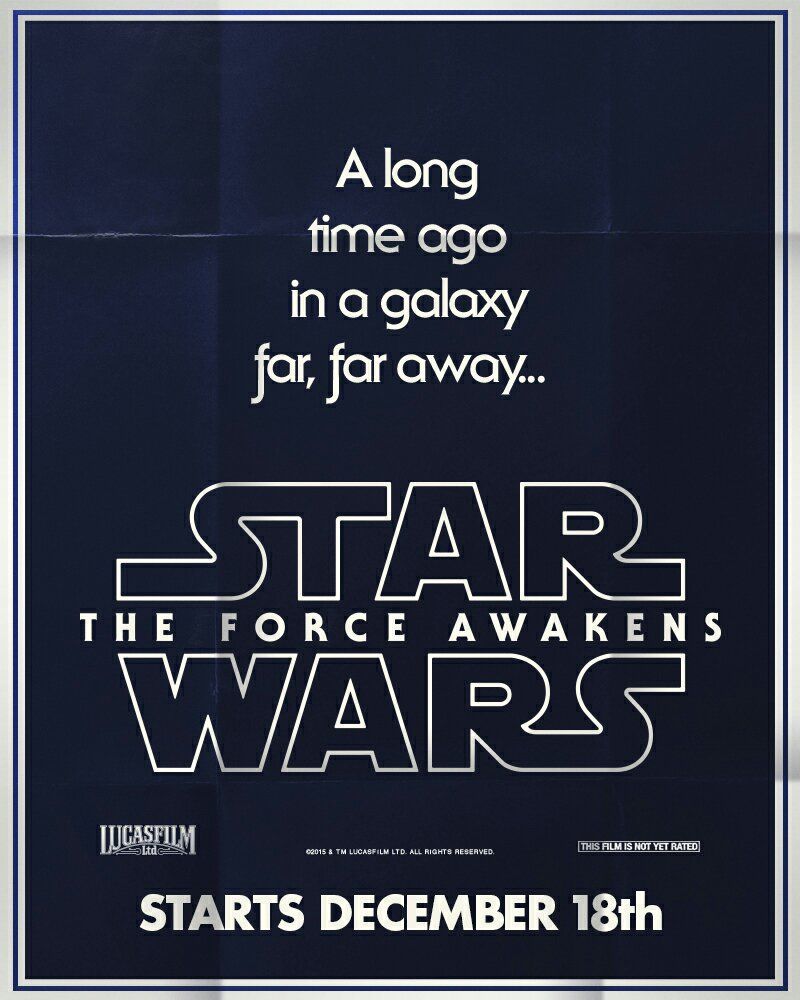 A long
time ago
in a galaxy
far, far away...
STAR
THE FORCE AWAKENS
WARS
LUCASFILM
Ltd
©2015 & TM LUCASFILM LTD. ALL RIGHTS RESERVED.
THIS FILM IS NOT YET RATED
STARTS DECEMBER 18th